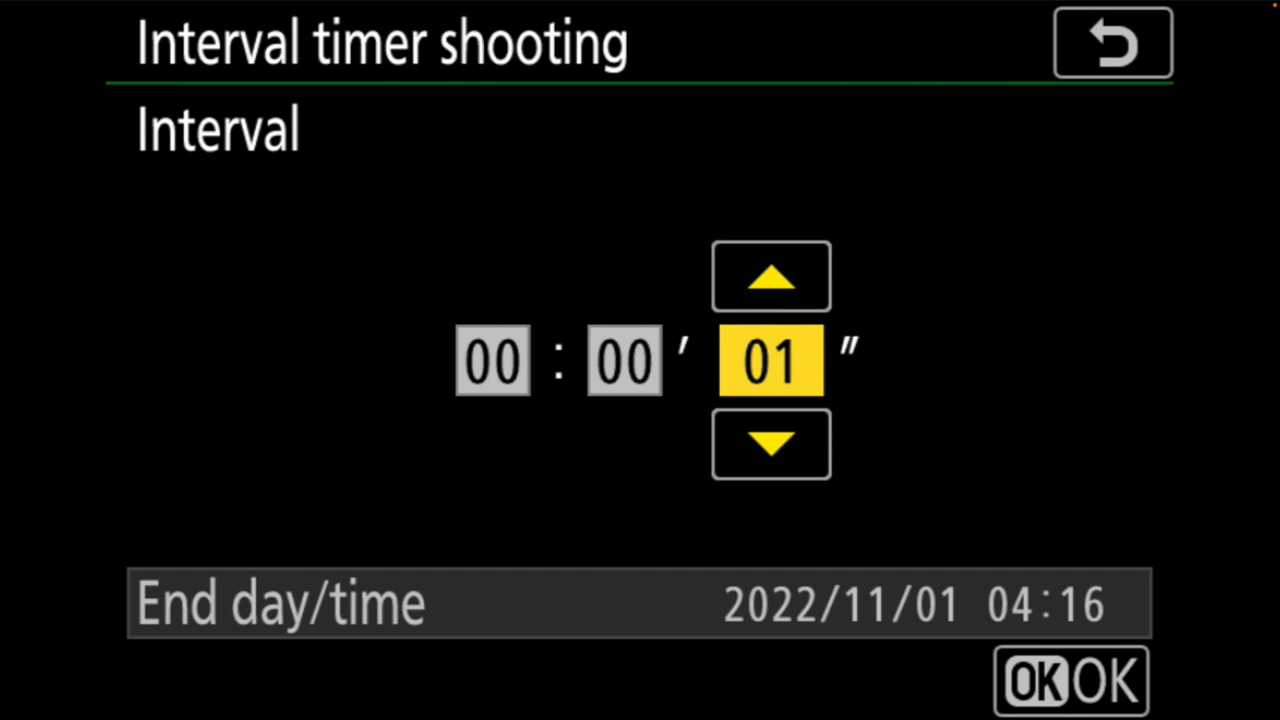 Interval timer shooting
Interval
00 : 00 ′ 01 ″
End day/time 2022/11/01 04:16
OK OK